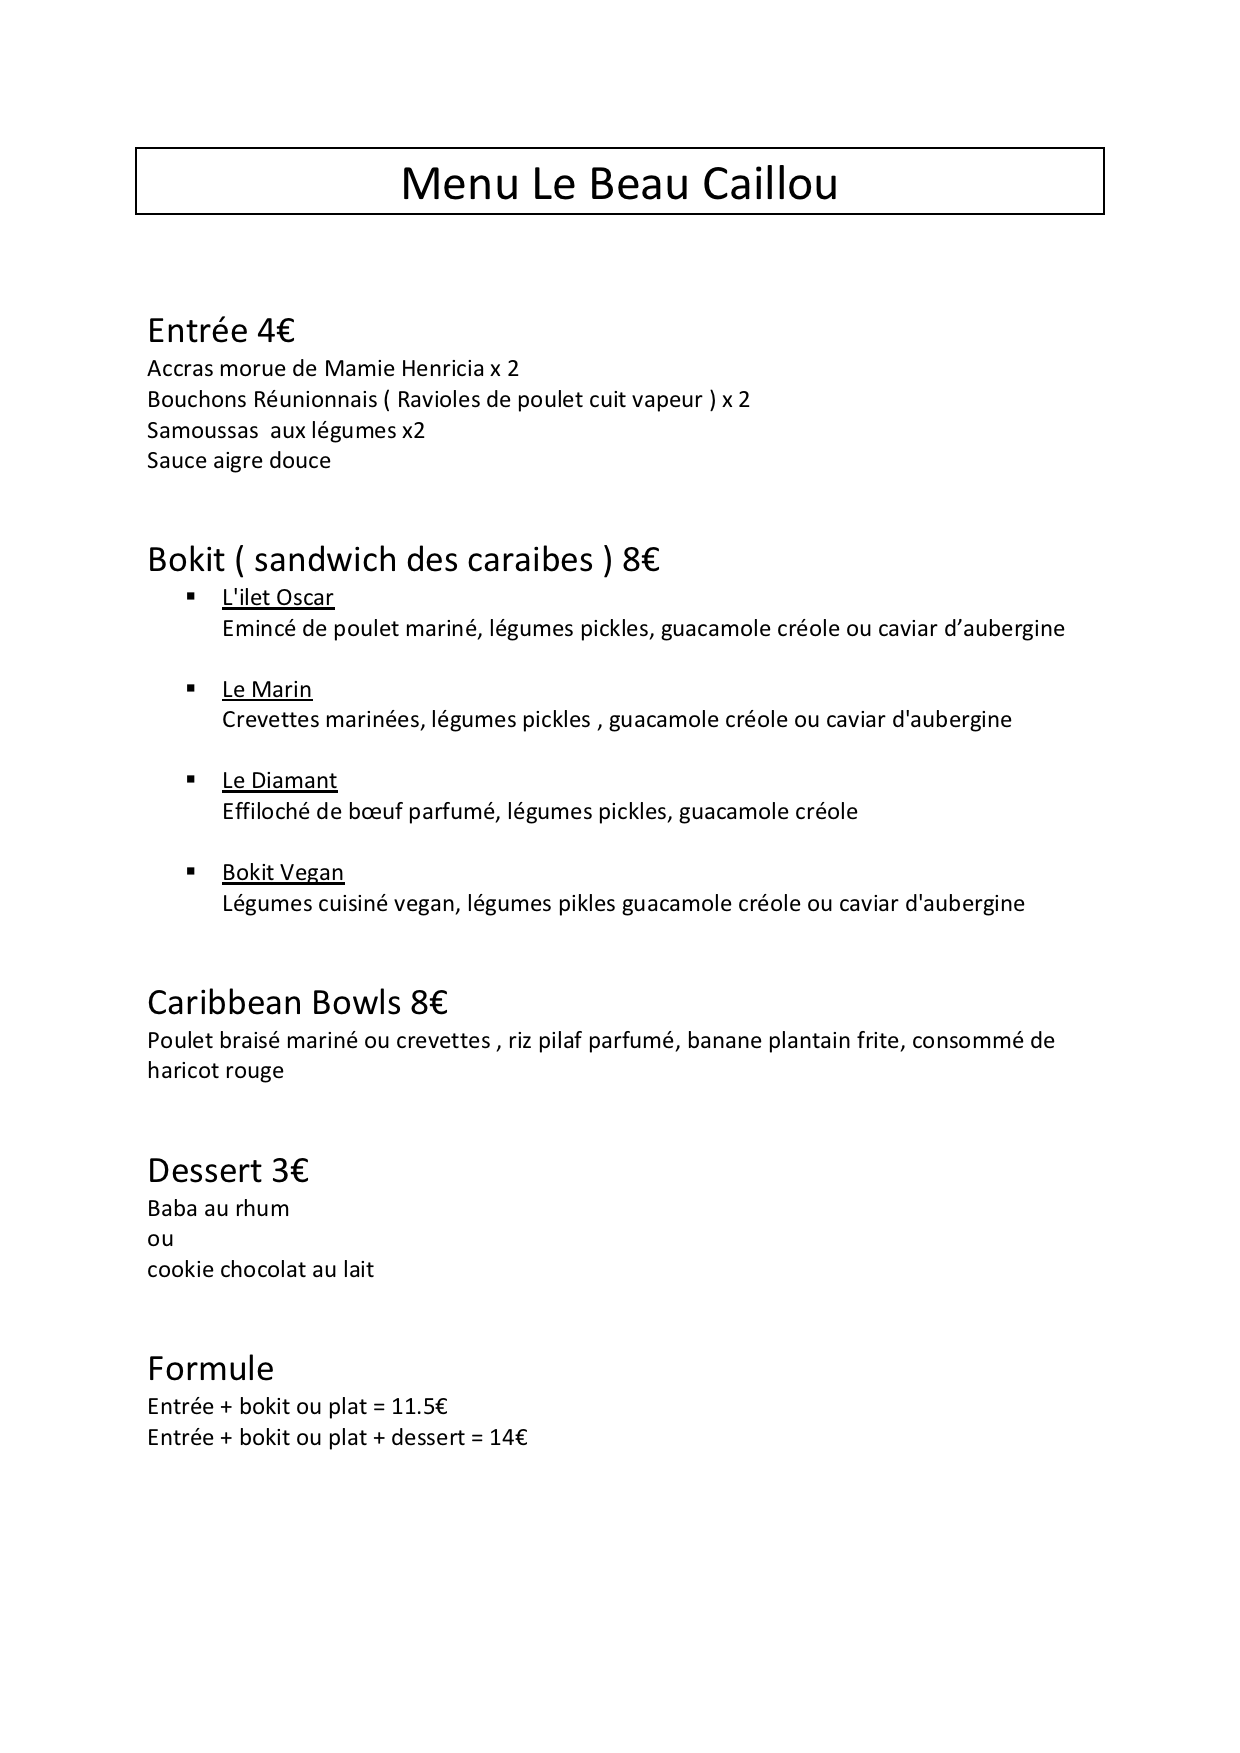 Menu Le Beau Caillou
Entrée 4€
Accras morue de Mamie Henricia x 2
Bouchons Réunionnais ( Ravioles de poulet cuit vapeur ) x 2
Samoussas  aux légumes x2
Sauce aigre douce
Bokit ( sandwich des caraibes ) 8€
▪ L'ilet Oscar
Emincé de poulet mariné, légumes pickles, guacamole créole ou caviar d’aubergine
▪ Le Marin
Crevettes marinées, légumes pickles , guacamole créole ou caviar d'aubergine
▪ Le Diamant
Effiloché de bœuf parfumé, légumes pickles, guacamole créole
▪ Bokit Vegan
Légumes cuisiné vegan, légumes pikles guacamole créole ou caviar d'aubergine
Caribbean Bowls 8€
Poulet braisé mariné ou crevettes , riz pilaf parfumé, banane plantain frite, consommé de
haricot rouge
Dessert 3€
Baba au rhum
ou
cookie chocolat au lait
Formule
Entrée + bokit ou plat = 11.5€
Entrée + bokit ou plat + dessert = 14€